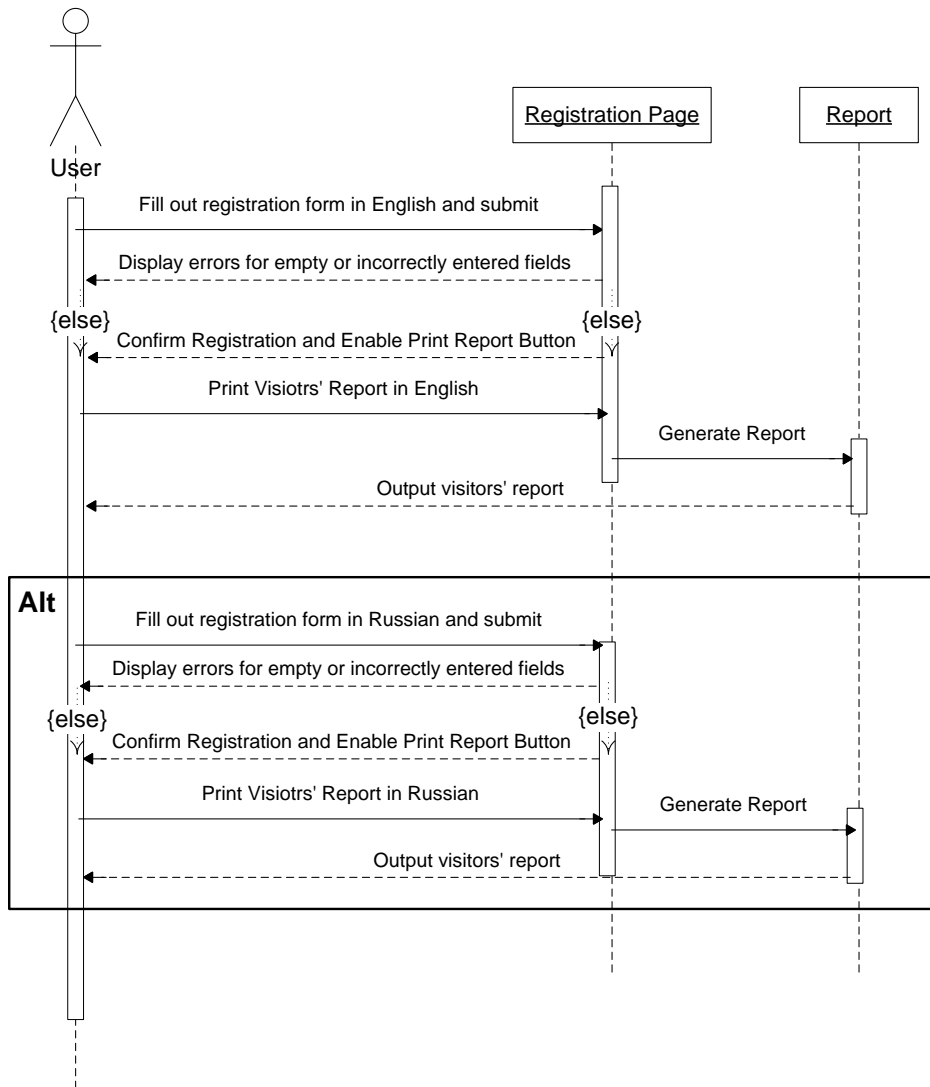 User
Registration Page
Report
Fill out registration form in English and submit
Display errors for empty or incorrectly entered fields
{else}
{else}
Confirm Registration and Enable Print Report Button
Print Visiotrs' Report in English
Generate Report
Output visitors' report
Alt
Fill out registration form in Russian and submit
Display errors for empty or incorrectly entered fields
{else}
{else}
Confirm Registration and Enable Print Report Button
Print Visiotrs' Report in Russian
Generate Report
Output visitors' report